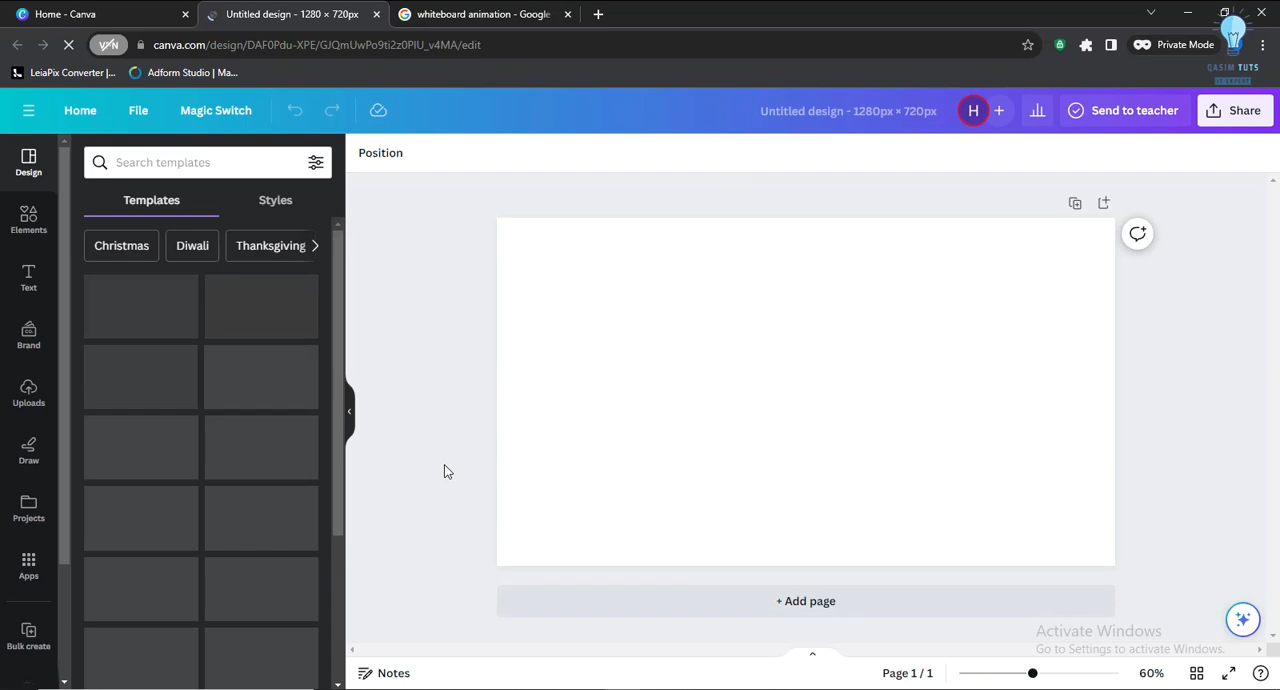 Home - Canva
Untitled design - 1280 × 720px
whiteboard animation - Google
VPN
canva.com/design/DAF0Pdu-XPE/GJQmUwPo9ti2z0PIU_v4MA/edit
Private Mode
LeiaPix Converter |...
Adform Studio | Ma...
QASIM TUTS
Home
File
Magic Switch
Untitled design - 1280px × 720px
H
Send to teacher
Share
Design
Elements
Text
Brand
Uploads
Draw
Projects
Apps
Bulk create
Search templates
Templates
Styles
Christmas
Diwali
Thanksgiving
Position
+ Add page
Activate Windows
Go to Settings to activate Windows.
Notes
Page 1 / 1
60%